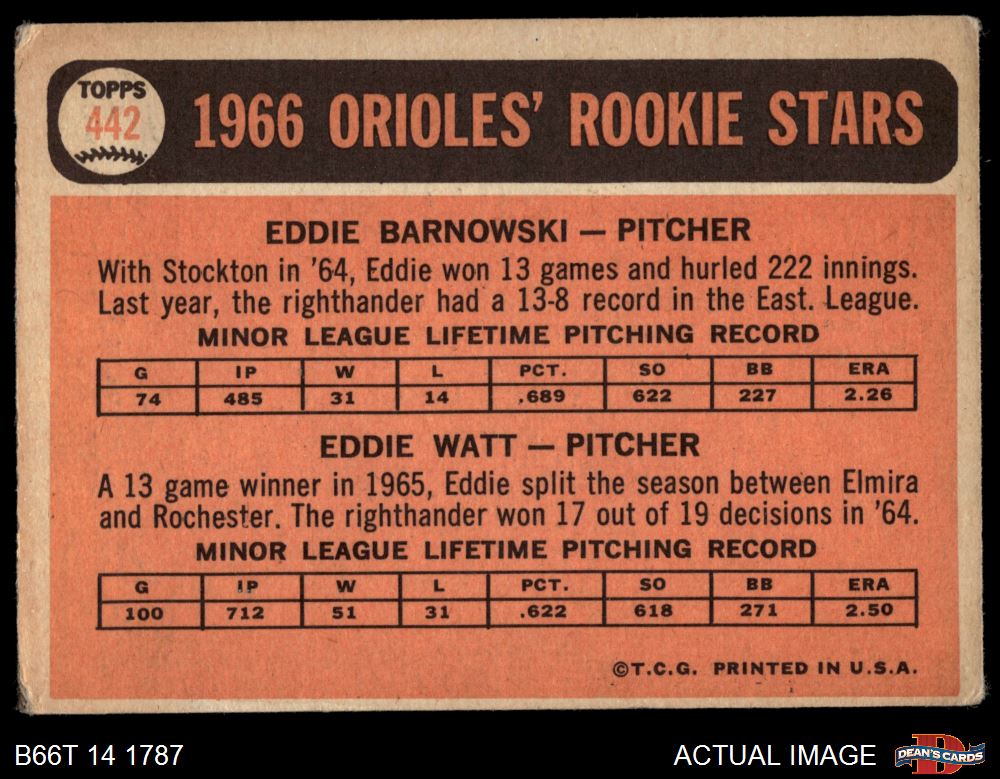 TOPPS
442
1966 ORIOLES' ROOKIE STARS
EDDIE BARNOWSKI — PITCHER
With Stockton in '64, Eddie won 13 games and hurled 222 innings.
Last year, the righthander had a 13-8 record in the East. League.
MINOR LEAGUE LIFETIME PITCHING RECORD
G IP W L PCT. SO BB ERA
74 485 31 14 .689 622 227 2.26
EDDIE WATT — PITCHER
A 13 game winner in 1965, Eddie split the season between Elmira
and Rochester. The righthander won 17 out of 19 decisions in '64.
MINOR LEAGUE LIFETIME PITCHING RECORD
G IP W L PCT. SO BB ERA
100 712 51 31 .622 618 271 2.50
©T.C.G. PRINTED IN U.S.A.
B66T 14 1787 ACTUAL IMAGE
D
DEAN'S CARDS